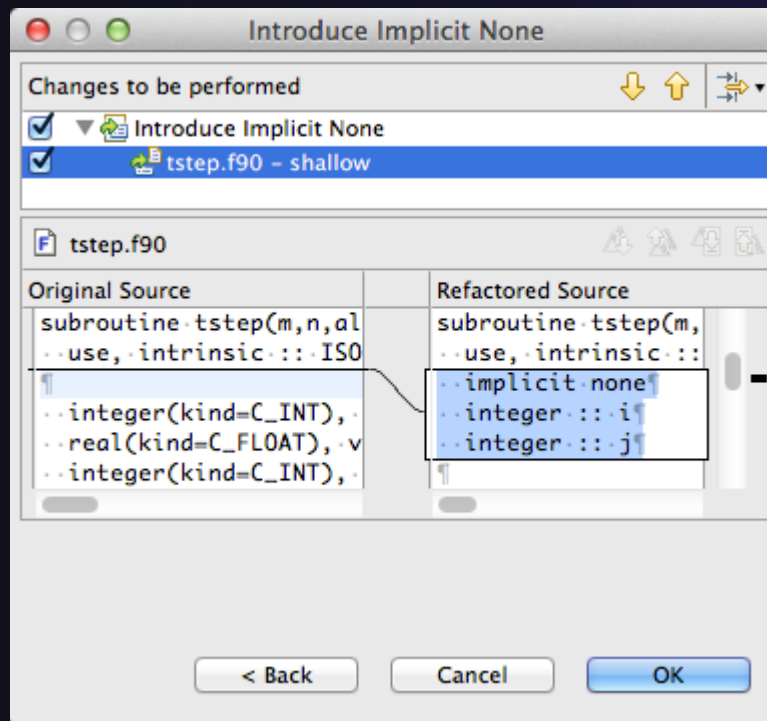 Introduce Implicit None
Changes to be performed
Introduce Implicit None
tstep.f90 – shallow
tstep.f90
Original Source
subroutine·tstep(m,n,al
··use,·intrinsic·::·ISO
¶
··integer(kind=C_INT),·
··real(kind=C_FLOAT),·v
··integer(kind=C_INT),·
Refactored Source
subroutine·tstep(m,
··use,·intrinsic·::
··implicit·none¶
··integer·::·i¶
··integer·::·j¶
¶
< Back
Cancel
OK